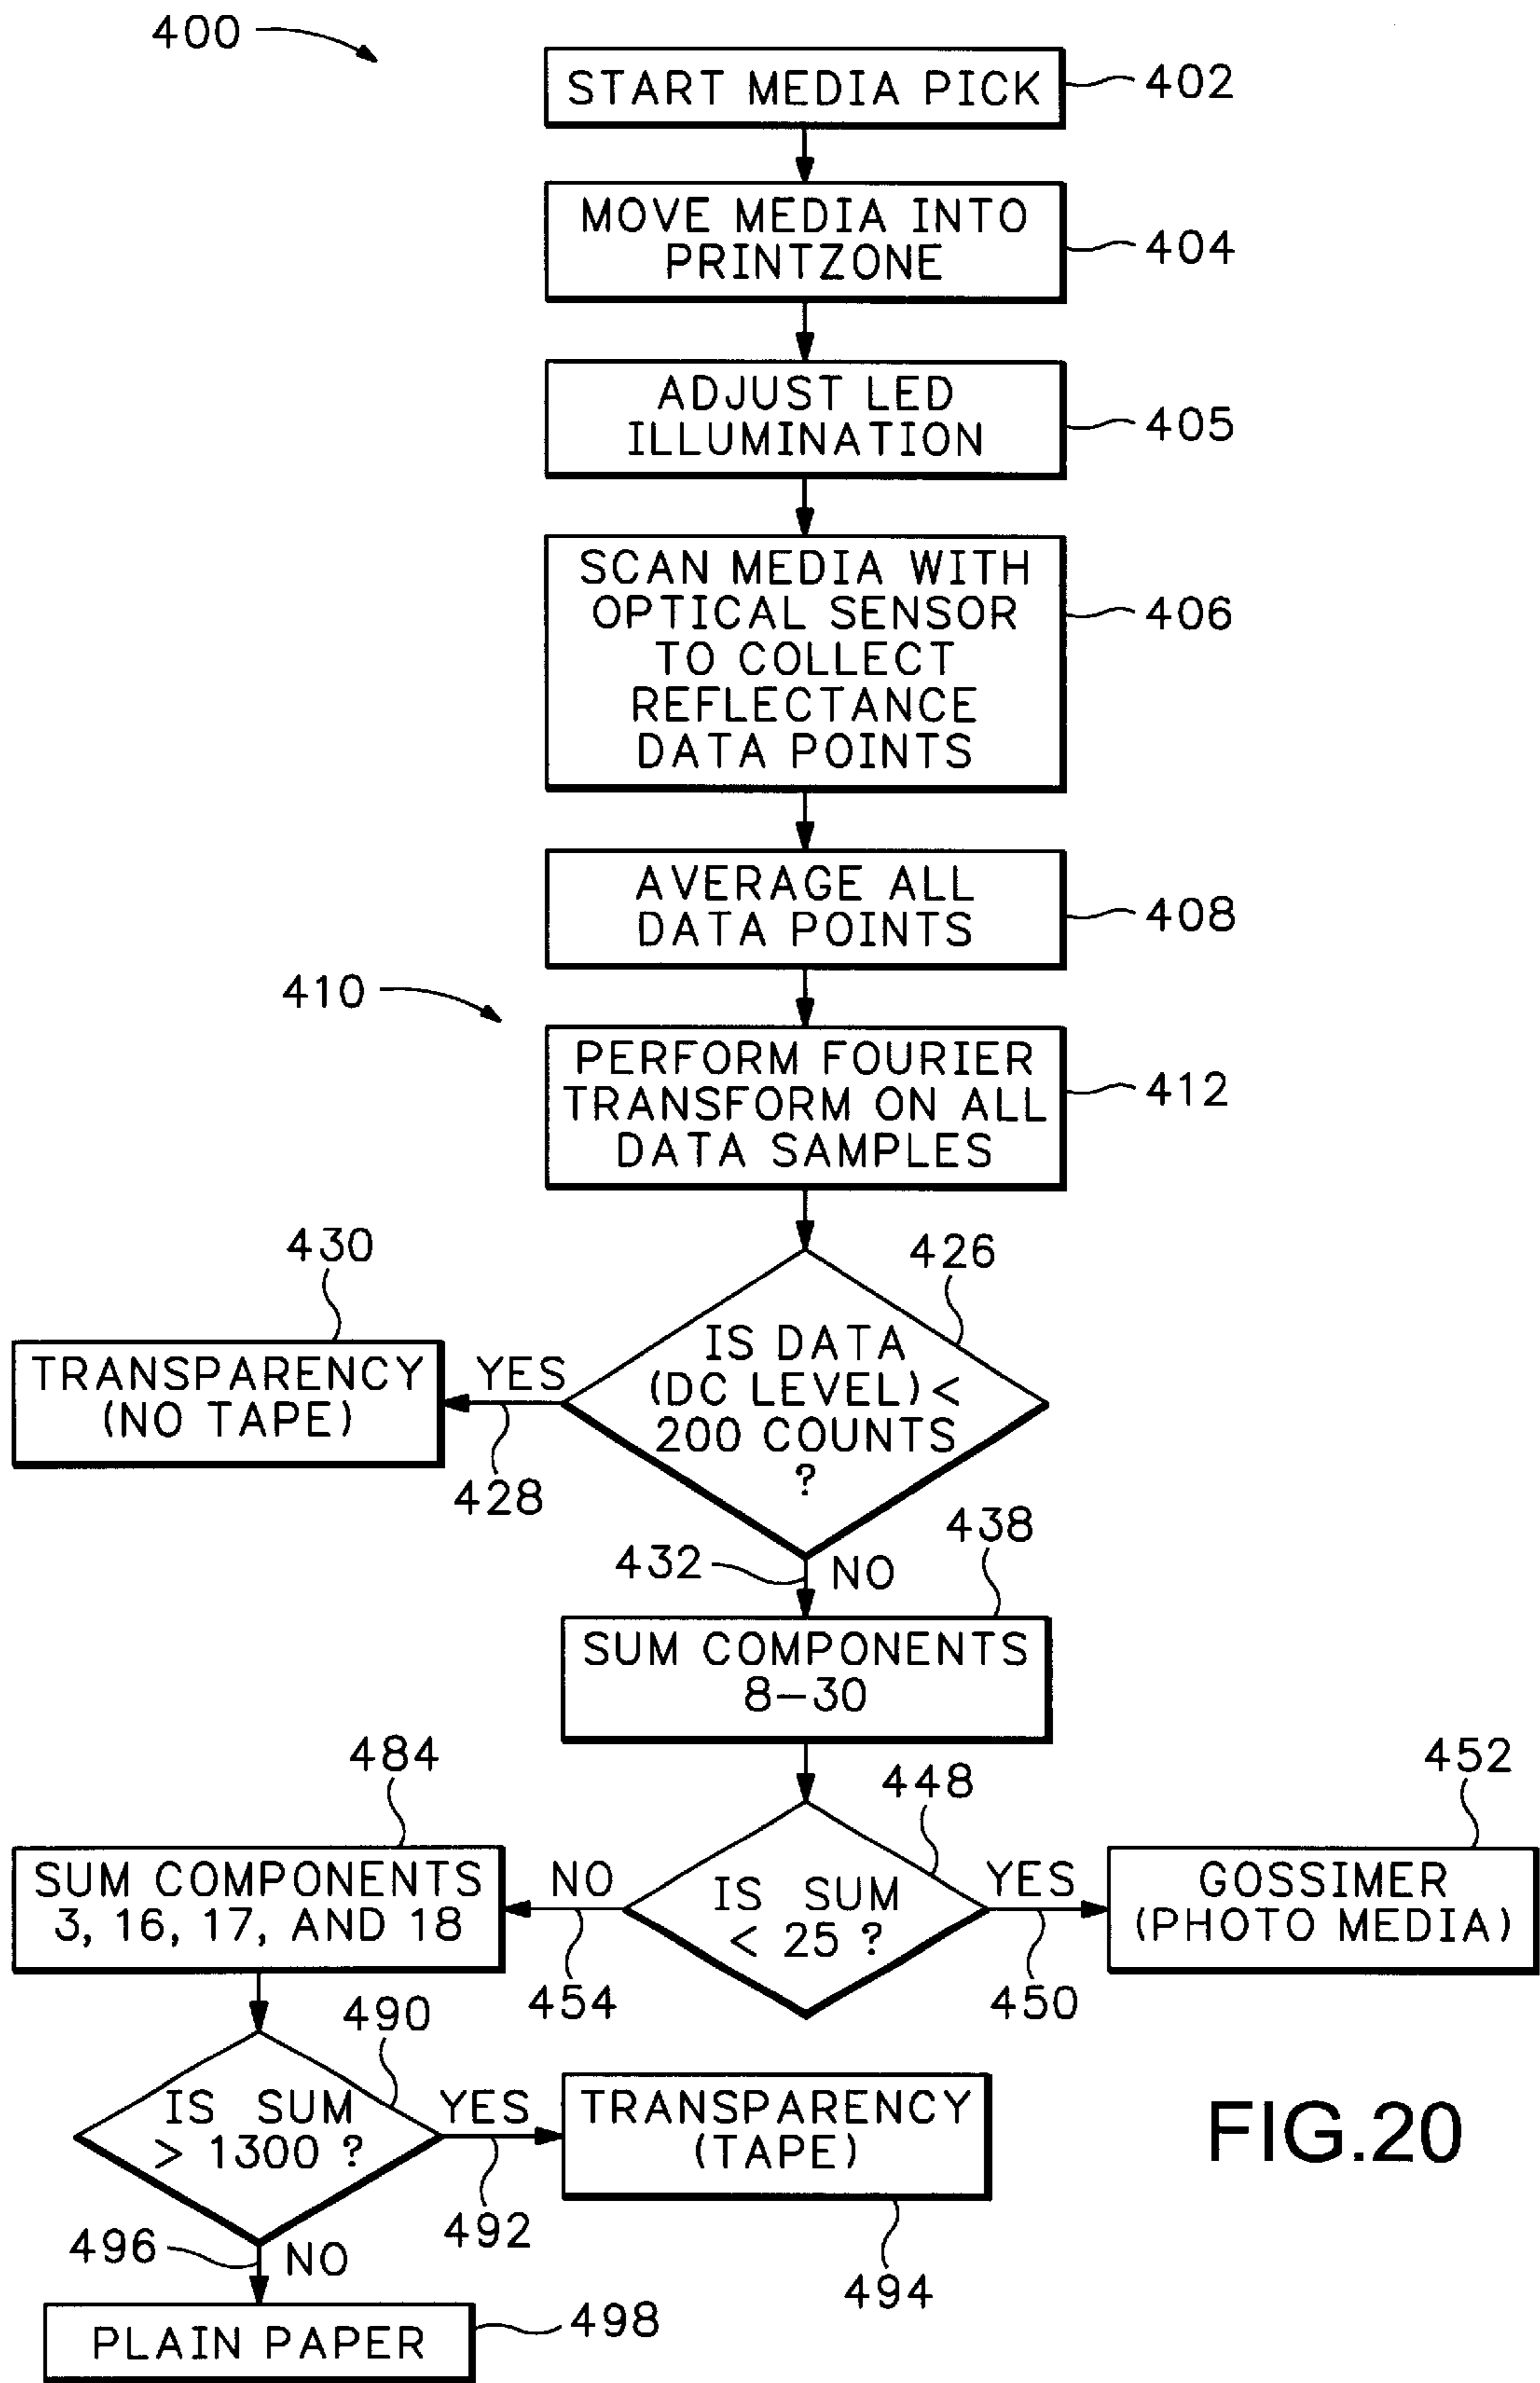 400
START MEDIA PICK
402
MOVE MEDIA INTO
PRINTZONE
404
ADJUST LED
ILLUMINATION
405
SCAN MEDIA WITH
OPTICAL SENSOR
TO COLLECT
REFLECTANCE
DATA POINTS
406
AVERAGE ALL
DATA POINTS
408
410
PERFORM FOURIER
TRANSFORM ON ALL
DATA SAMPLES
412
430
426
TRANSPARENCY
(NO TAPE)
YES
428
IS DATA
(DC LEVEL) <
200 COUNTS
?
432
NO
438
SUM COMPONENTS
8-30
484
448
452
SUM COMPONENTS
3, 16, 17, AND 18
NO
454
IS SUM
< 25 ?
YES
450
GOSSIMER
(PHOTO MEDIA)
490
IS SUM
> 1300 ?
YES
492
TRANSPARENCY
(TAPE)
494
496
NO
PLAIN PAPER
498
FIG.20